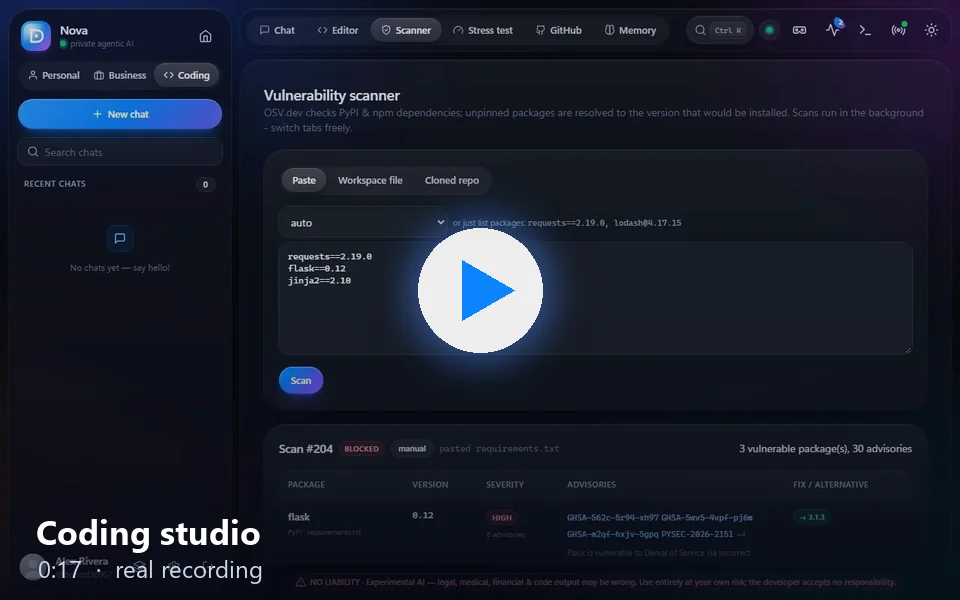 Nova
private agentic AI
Personal Business Coding
+ New chat
Search chats
RECENT CHATS 0
No chats yet — say hello!
Chat Editor Scanner Stress test GitHub Memory Ctrl K 2
Vulnerability scanner
OSV.dev checks PyPI & npm dependencies; unpinned packages are resolved to the version that would be installed. Scans run in the background
- switch tabs freely.
Paste Workspace file Cloned repo
auto or just list packages: requests==2.19.0, lodash@4.17.15
requests==2.19.0
flask==0.12
jinja2==2.10
Scan
Scan #204 BLOCKED manual pasted requirements.txt 3 vulnerable package(s), 30 advisories
PACKAGE VERSION SEVERITY ADVISORIES FIX / ALTERNATIVE
flask 0.12 HIGH GHSA-562c-5r94-xh97 GHSA-5wv5-4vpf-pj6m → 3.1.3
PyPI · requirements.txt 8 advisories GHSA-m2qf-hxjv-5gpq PYSEC-2026-2151
Flask is vulnerable to Denial of Service via incorrect
Coding studio
Alex Rivera
0:17 · real recording
NO LIABILITY · Experimental AI — legal, medical, financial & code output may be wrong. Use entirely at your own risk; the developer accepts no responsibility.